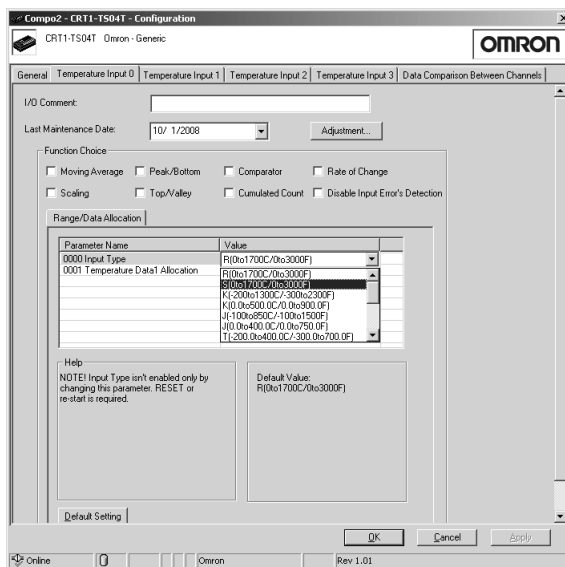 Compo2 - CRT1-TS04T - Configuration
CRT1-TS04T Omron - Generic
OMRON
General Temperature Input 0 Temperature Input 1 Temperature Input 2 Temperature Input 3 Data Comparison Between Channels
I/O Comment:
Last Maintenance Date: 10/ 1/2008 Adjustment...
Function Choice
Moving Average Peak/Bottom Comparator Rate of Change
Scaling Top/Valley Cumulated Count Disable Input Error's Detection
Range/Data Allocation
Parameter Name Value
0000 Input Type R(0to1700C/0to3000F)
0001 Temperature Data1 Allocation R(0to1700C/0to3000F)
S(0to1700C/0to3000F)
K(-200to1300C/-300to2300F)
K(0.0to500.0C/0.0to900.0F)
J(-100to850C/-100to1500F)
J(0.0to400.0C/0.0to750.0F)
T(-200.0to400.0C/-300.0to700.0F)
Help
NOTE! Input Type isn't enabled only by
changing this parameter. RESET or
re-start is required.
Default Value:
R(0to1700C/0to3000F)
Default Setting
OK Cancel Apply
Online Omron Rev 1.01